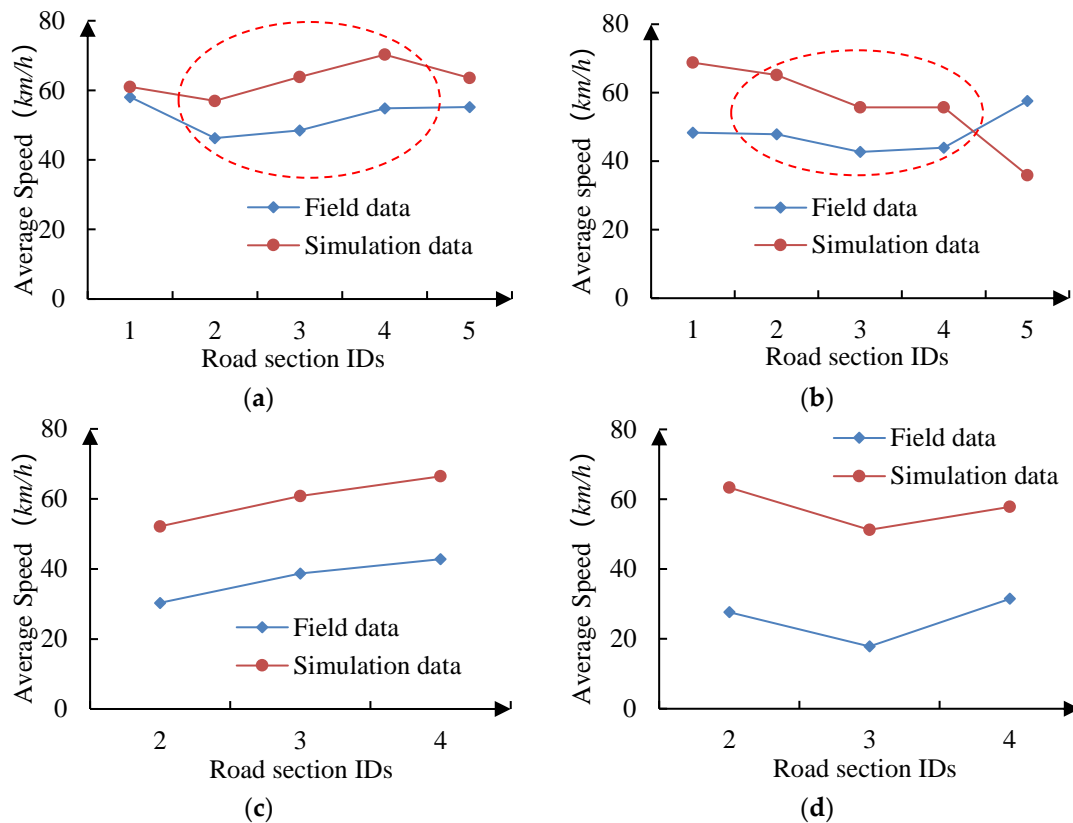 80
60
40
20
0
Average Speed (km/h)
Field data
Simulation data
1 2 3 4 5
Road section IDs
(a)
80
60
40
20
0
Average speed (km/h)
Field data
Simulation data
1 2 3 4 5
Road section IDs
(b)
80
60
40
20
0
Average Speed (km/h)
Field data
Simulation data
2 3 4
Road section IDs
(c)
80
60
40
20
0
Average Speed (km/h)
Field data
Simulation data
2 3 4
Road section IDs
(d)